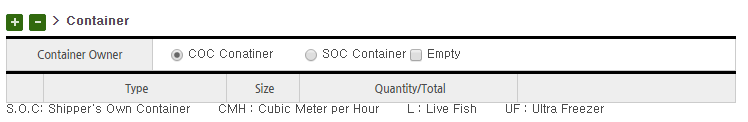 > Container
Container Owner COC Conatiner SOC Container Empty
Type Size Quantity/Total
S.O.C: Shipper's Own Container CMH : Cubic Meter per Hour L : Live Fish UF : Ultra Freezer